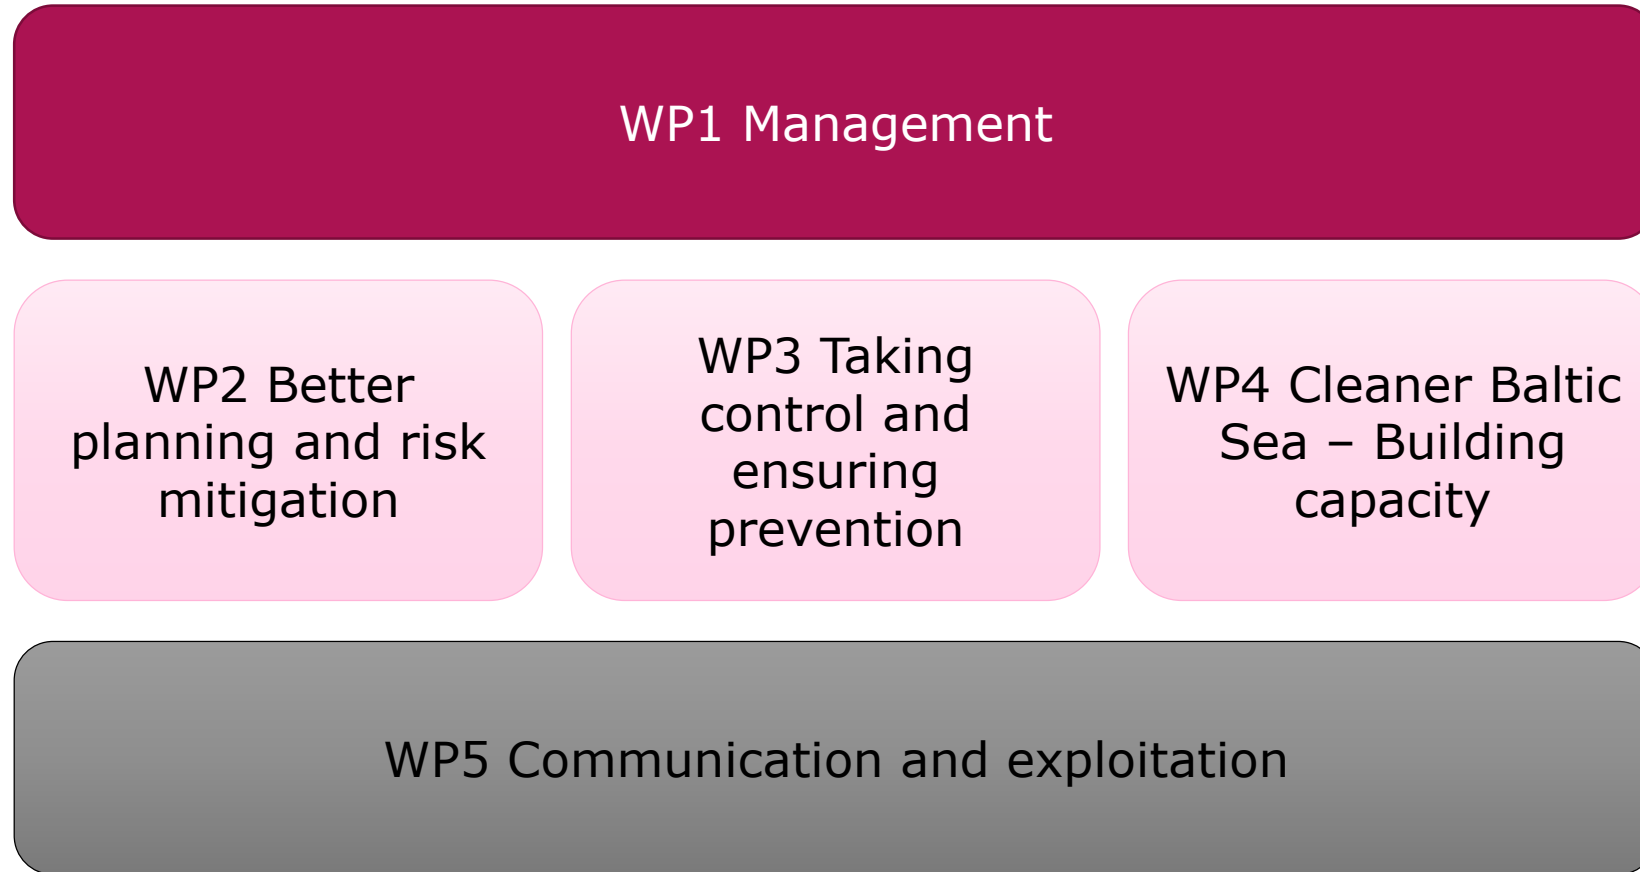 WP1 Management
WP2 Better
planning and risk
mitigation
WP3 Taking
control and
ensuring
prevention
WP4 Cleaner Baltic
Sea – Building
capacity
WP5 Communication and exploitation